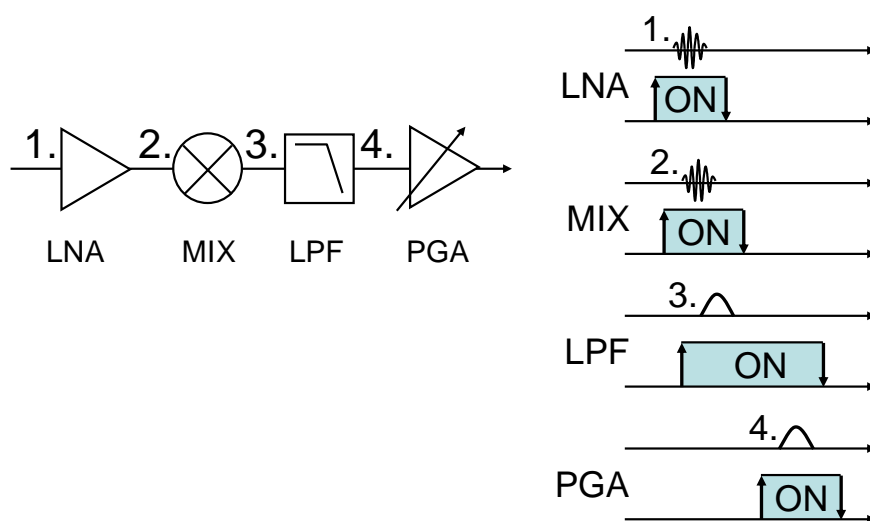 1. 2. 3. 4.
LNA MIX LPF PGA
1.
LNA ON
2.
MIX ON
3.
LPF ON
4.
PGA ON